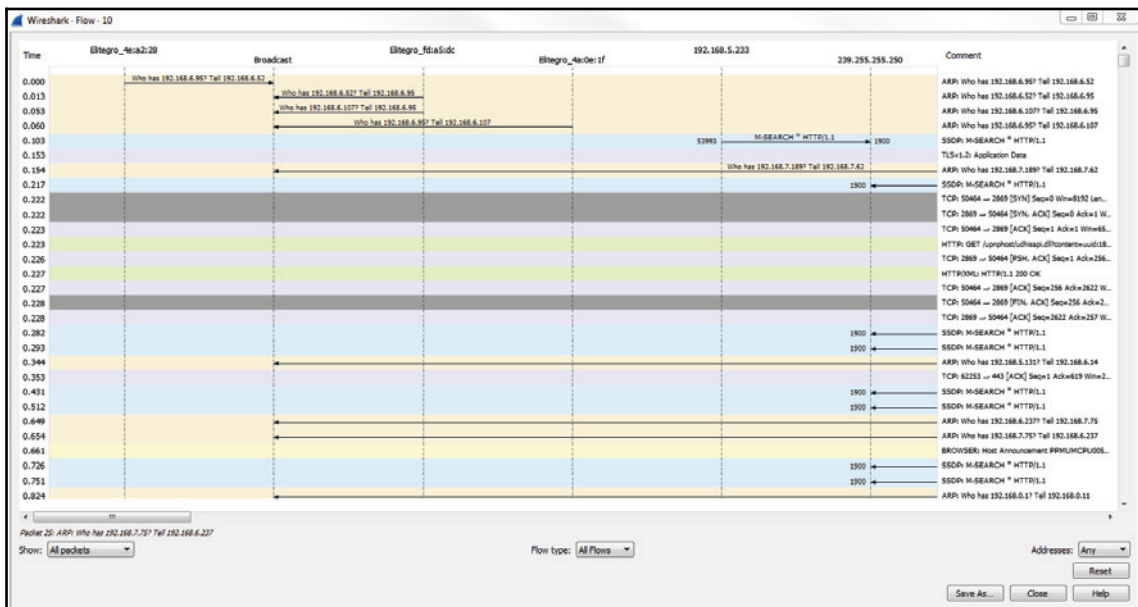 Wireshark - Flow - 10
Elitegro_4e:a2:28 Elitegro_fd:a5:dc 192.168.5.233
Time Broadcast Elitegro_4a:0e:1f 239.255.255.250 Comment
0.000 Who has 192.168.6.95? Tell 192.168.6.52 ARP: Who has 192.168.6.95? Tell 192.168.6.52
0.013 Who has 192.168.6.52? Tell 192.168.6.95 ARP: Who has 192.168.6.52? Tell 192.168.6.95
0.053 Who has 192.168.6.107? Tell 192.168.6.95 ARP: Who has 192.168.6.107? Tell 192.168.6.95
0.060 Who has 192.168.6.95? Tell 192.168.6.107 ARP: Who has 192.168.6.95? Tell 192.168.6.107
0.103 53993 M-SEARCH * HTTP/1.1 1900 SSDP: M-SEARCH * HTTP/1.1
0.153 TLSv1.2: Application Data
0.154 Who has 192.168.7.189? Tell 192.168.7.62 ARP: Who has 192.168.7.189? Tell 192.168.7.62
0.217 1900 SSDP: M-SEARCH * HTTP/1.1
0.222 TCP: 50464 → 2869 [SYN] Seq=0 Win=8192 Len...
0.222 TCP: 2869 → 50464 [SYN, ACK] Seq=0 Ack=1 W...
0.223 TCP: 50464 → 2869 [ACK] Seq=1 Ack=1 Win=65...
0.223 HTTP: GET /upnphost/udhisapi.dll?content=uuid:18...
0.226 TCP: 2869 → 50464 [PSH, ACK] Seq=1 Ack=256...
0.227 HTTP/XML: HTTP/1.1 200 OK
0.227 TCP: 50464 → 2869 [ACK] Seq=256 Ack=2622 W...
0.228 TCP: 50464 → 2869 [FIN, ACK] Seq=256 Ack=2...
0.228 TCP: 2869 → 50464 [ACK] Seq=2622 Ack=257 W...
0.282 1900 SSDP: M-SEARCH * HTTP/1.1
0.293 1900 SSDP: M-SEARCH * HTTP/1.1
0.344 ARP: Who has 192.168.5.131? Tell 192.168.6.14
0.353 TCP: 62253 → 443 [ACK] Seq=1 Ack=619 Win=2...
0.431 1900 SSDP: M-SEARCH * HTTP/1.1
0.512 1900 SSDP: M-SEARCH * HTTP/1.1
0.649 ARP: Who has 192.168.6.237? Tell 192.168.7.75
0.654 ARP: Who has 192.168.7.75? Tell 192.168.6.237
0.661 BROWSER: Host Announcement PPMUMCPU005...
0.726 1900 SSDP: M-SEARCH * HTTP/1.1
0.751 1900 SSDP: M-SEARCH * HTTP/1.1
0.824 ARP: Who has 192.168.0.1? Tell 192.168.0.11
Packet 25: ARP: Who has 192.168.7.75? Tell 192.168.6.237
Show: All packets Flow type: All Flows Addresses: Any
Reset
Save As... Close Help